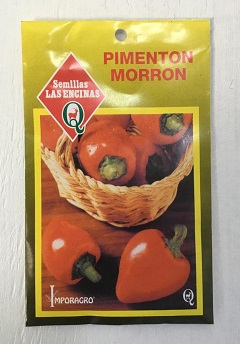 PIMENTON
MORRON
Semillas
LAS ENCINAS
Q
IMPORAGRO
Q